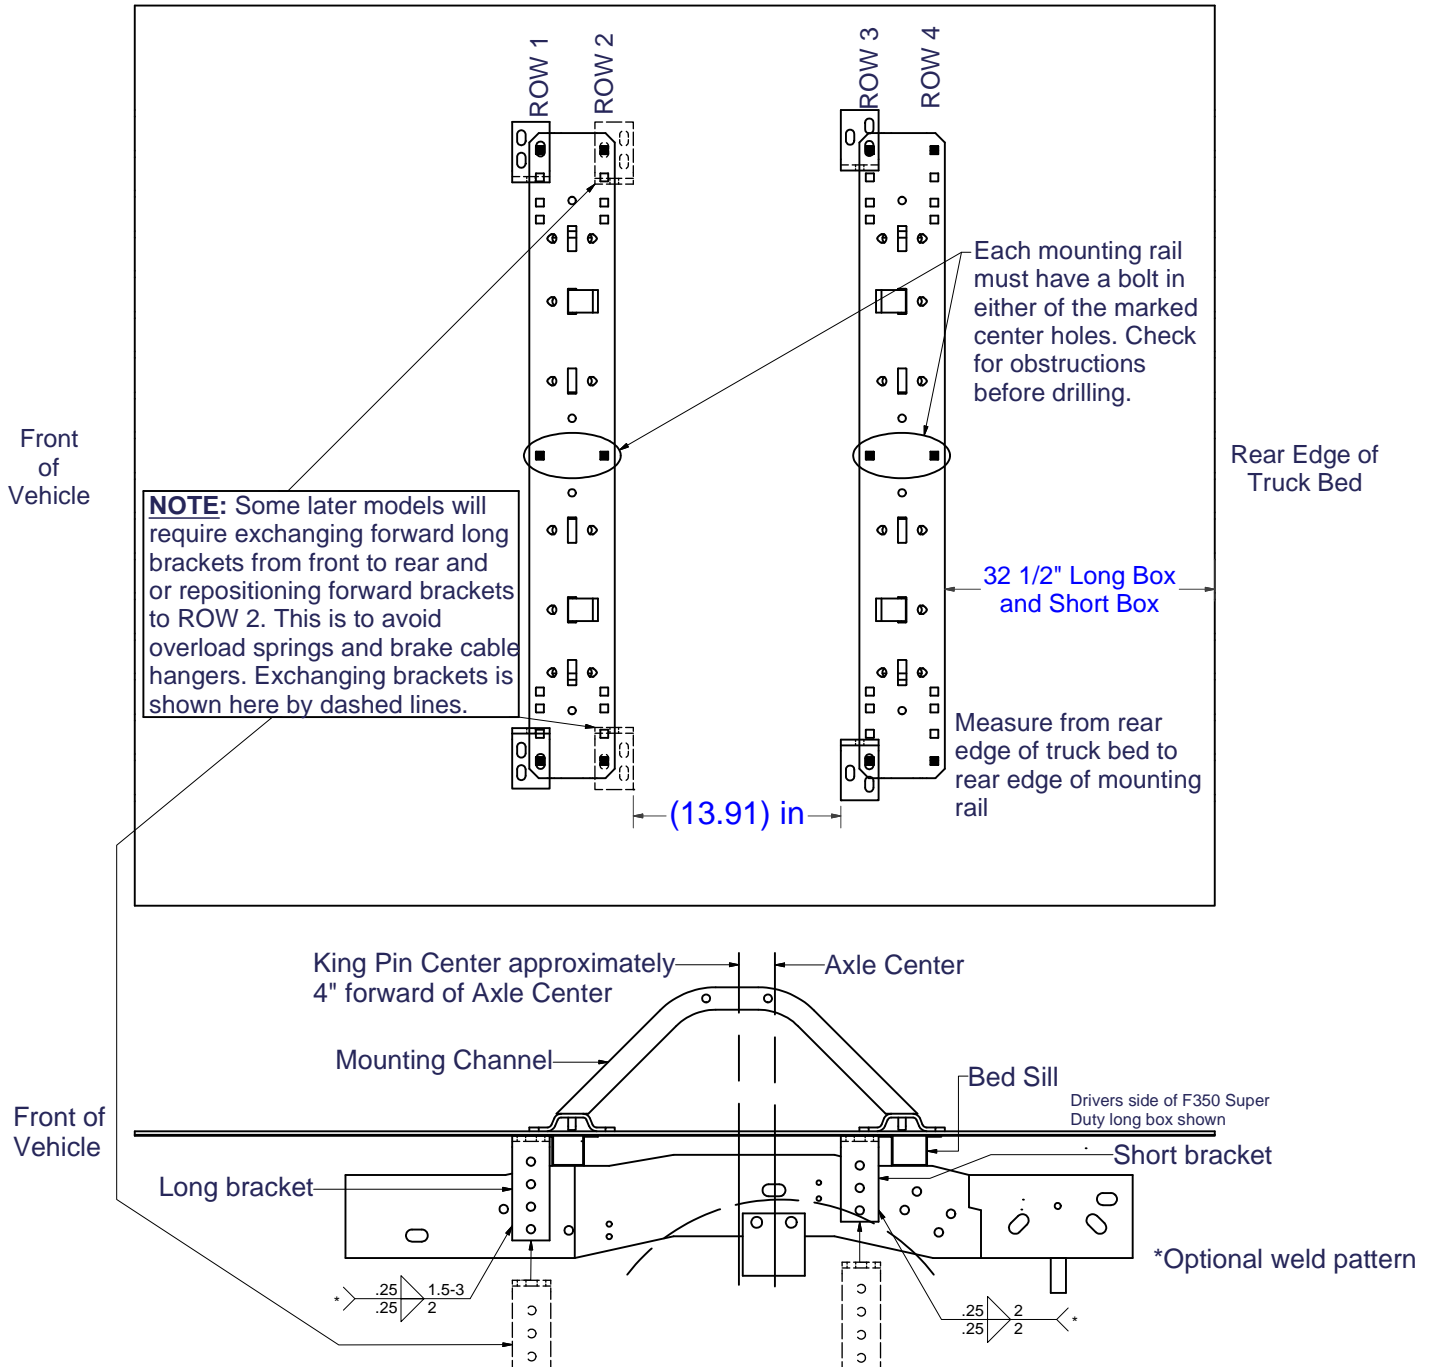 ROW 1
ROW 2
ROW 3
ROW 4
Each mounting rail
must have a bolt in
either of the marked
center holes. Check
for obstructions
before drilling.
Front
of
Vehicle
Rear Edge of
Truck Bed
NOTE: Some later models will
require exchanging forward long
brackets from front to rear and
or repositioning forward brackets
to ROW 2. This is to avoid
overload springs and brake cable
hangers. Exchanging brackets is
shown here by dashed lines.
32 1/2" Long Box
and Short Box
Measure from rear
edge of truck bed to
rear edge of mounting
rail
(13.91) in
King Pin Center approximately
4" forward of Axle Center
Axle Center
Mounting Channel
Bed Sill
Drivers side of F350 Super
Duty long box shown
Front of
Vehicle
Short bracket
Long bracket
*Optional weld pattern
* .25 1.5-3
.25 2
.25 2 *
.25 2